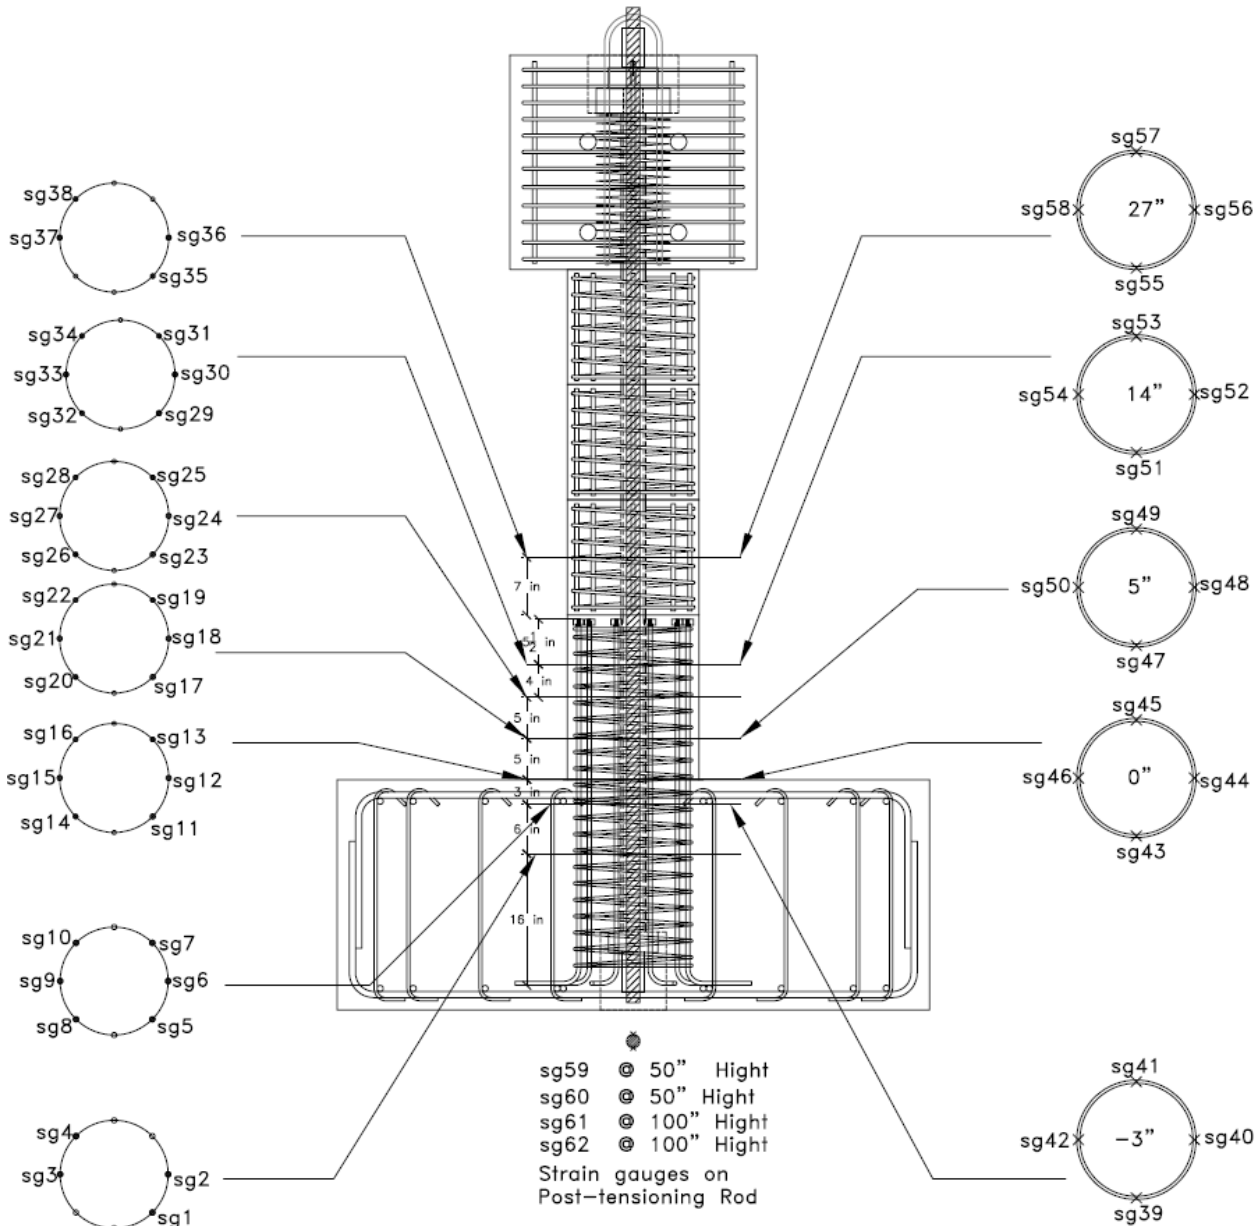 sg57
sg38
sg58 27" sg56
sg37 sg36
sg35
sg55
sg34 sg31
sg53
sg33 sg30
sg54 14" sg52
sg32 sg29
sg51
sg28 sg25
sg27 sg24
sg49
sg26 sg23
7 in
sg50 5" sg48
sg22 sg19
sg21 sg18
5 1/2 in
sg47
sg20 sg17
4 in
5 in
sg45
sg16 sg13
5 in
sg15 sg12
sg46 0" sg44
3 in
sg14 sg11
6 in
sg43
16 in
sg10 sg7
sg9 sg6
sg8 sg5
sg59 @ 50" Hight
sg60 @ 50" Hight
sg61 @ 100" Hight
sg62 @ 100" Hight
Strain gauges on
Post-tensioning Rod
sg41
sg4
sg42 -3" sg40
sg3 sg2
sg39
sg1